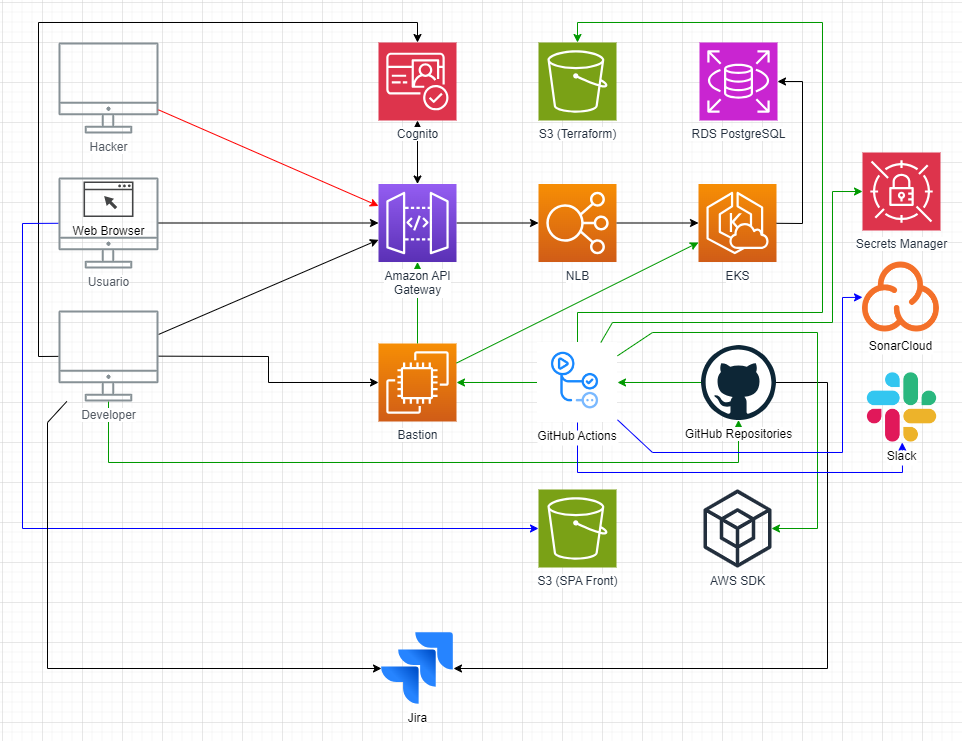 Cognito
S3 (Terraform)
RDS PostgreSQL
Hacker
Web Browser
Usuario
Amazon API
Gateway
NLB
EKS
Secrets Manager
SonarCloud
Developer
Bastion
GitHub Actions
GitHub Repositories
Slack
S3 (SPA Front)
AWS SDK
Jira